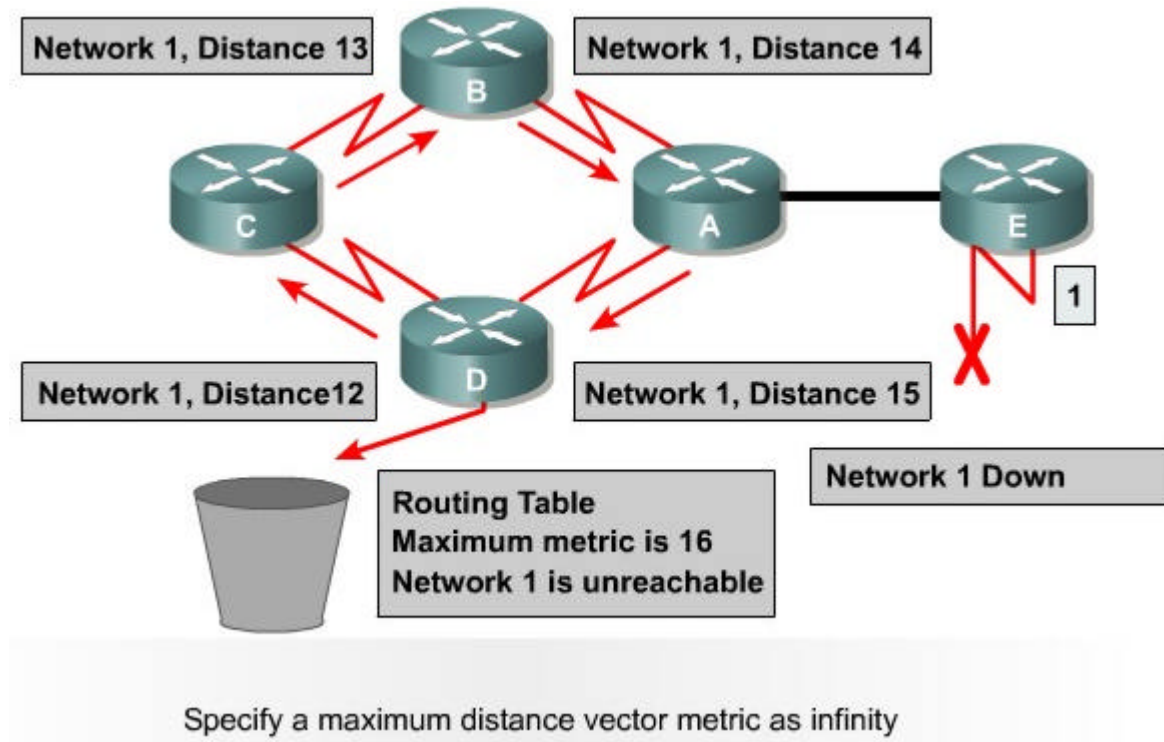 Network 1, Distance 13
Network 1, Distance 14
B
C
A
E
1
D
Network 1, Distance12
Network 1, Distance 15
Network 1 Down
Routing Table
Maximum metric is 16
Network 1 is unreachable
Specify a maximum distance vector metric as infinity